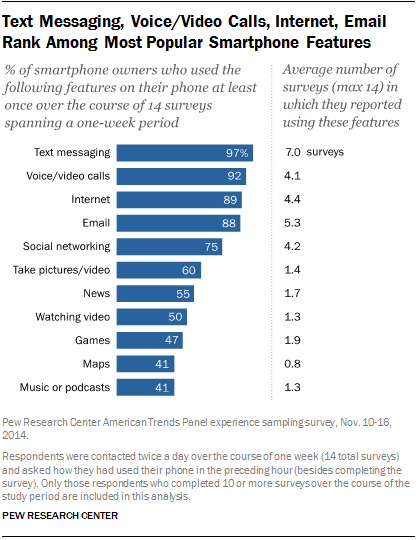 Text Messaging, Voice/Video Calls, Internet, Email
Rank Among Most Popular Smartphone Features
% of smartphone owners who used the
following features on their phone at least
once over the course of 14 surveys
spanning a one-week period
Average number of
surveys (max 14) in
which they reported
using these features
Text messaging 97% 7.0 surveys
Voice/video calls 92 4.1
Internet 89 4.4
Email 88 5.3
Social networking 75 4.2
Take pictures/video 60 1.4
News 55 1.7
Watching video 50 1.3
Games 47 1.9
Maps 41 0.8
Music or podcasts 41 1.3
Pew Research Center American Trends Panel experience sampling survey, Nov. 10-16,
2014.
Respondents were contacted twice a day over the course of one week (14 total surveys)
and asked how they had used their phone in the preceding hour (besides completing the
survey). Only those respondents who completed 10 or more surveys over the course of the
study period are included in this analysis.
PEW RESEARCH CENTER